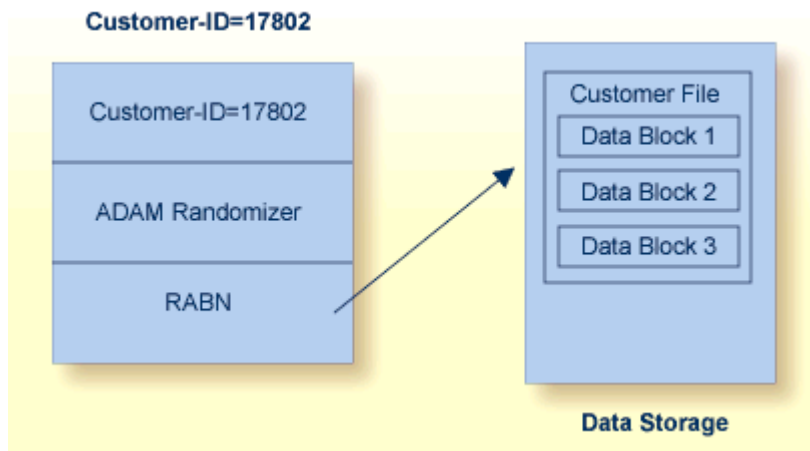 Customer-ID=17802
Customer-ID=17802
ADAM Randomizer
RABN
Customer File
Data Block 1
Data Block 2
Data Block 3
Data Storage